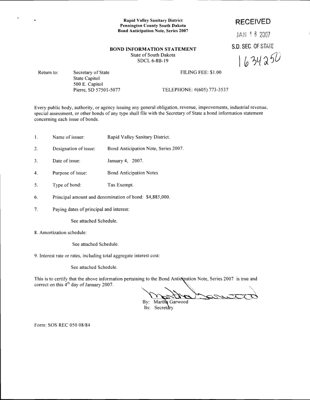 Rapid Valley Sanitary District
Pennington County South Dakota
Bond Anticipation Note, Series 2007
RECEIVED
JAN 18 2007
S.D. SEC OF STATE
1634250
BOND INFORMATION STATEMENT
State of South Dakota
SDCL 6-8B-19
Return to: Secretary of State FILING FEE: $1.00
State Capitol
500 E. Capitol
Pierre, SD 57501-5077 TELEPHONE: #(605) 773-3537
Every public body, authority, or agency issuing any general obligation, revenue, improvements, industrial revenue,
special assessment, or other bonds of any type shall file with the Secretary of State a bond information statement
concerning each issue of bonds.
1. Name of issuer: Rapid Valley Sanitary District.
2. Designation of issue: Bond Anticipation Note, Series 2007.
3. Date of issue: January 4, 2007.
4. Purpose of issue: Bond Anticipation Notes
5. Type of bond: Tax Exempt.
6. Principal amount and denomination of bond: $4,885,000.
7. Paying dates of principal and interest:
See attached Schedule.
8. Amortization schedule:
See attached Schedule.
9. Interest rate or rates, including total aggregate interest cost:
See attached Schedule.
This is to certify that the above information pertaining to the Bond Anticipation Note, Series 2007 is true and
correct on this 4th day of January 2007.
By: Martha Garwood
Its: Secretary
Form: SOS REC 050 08/84